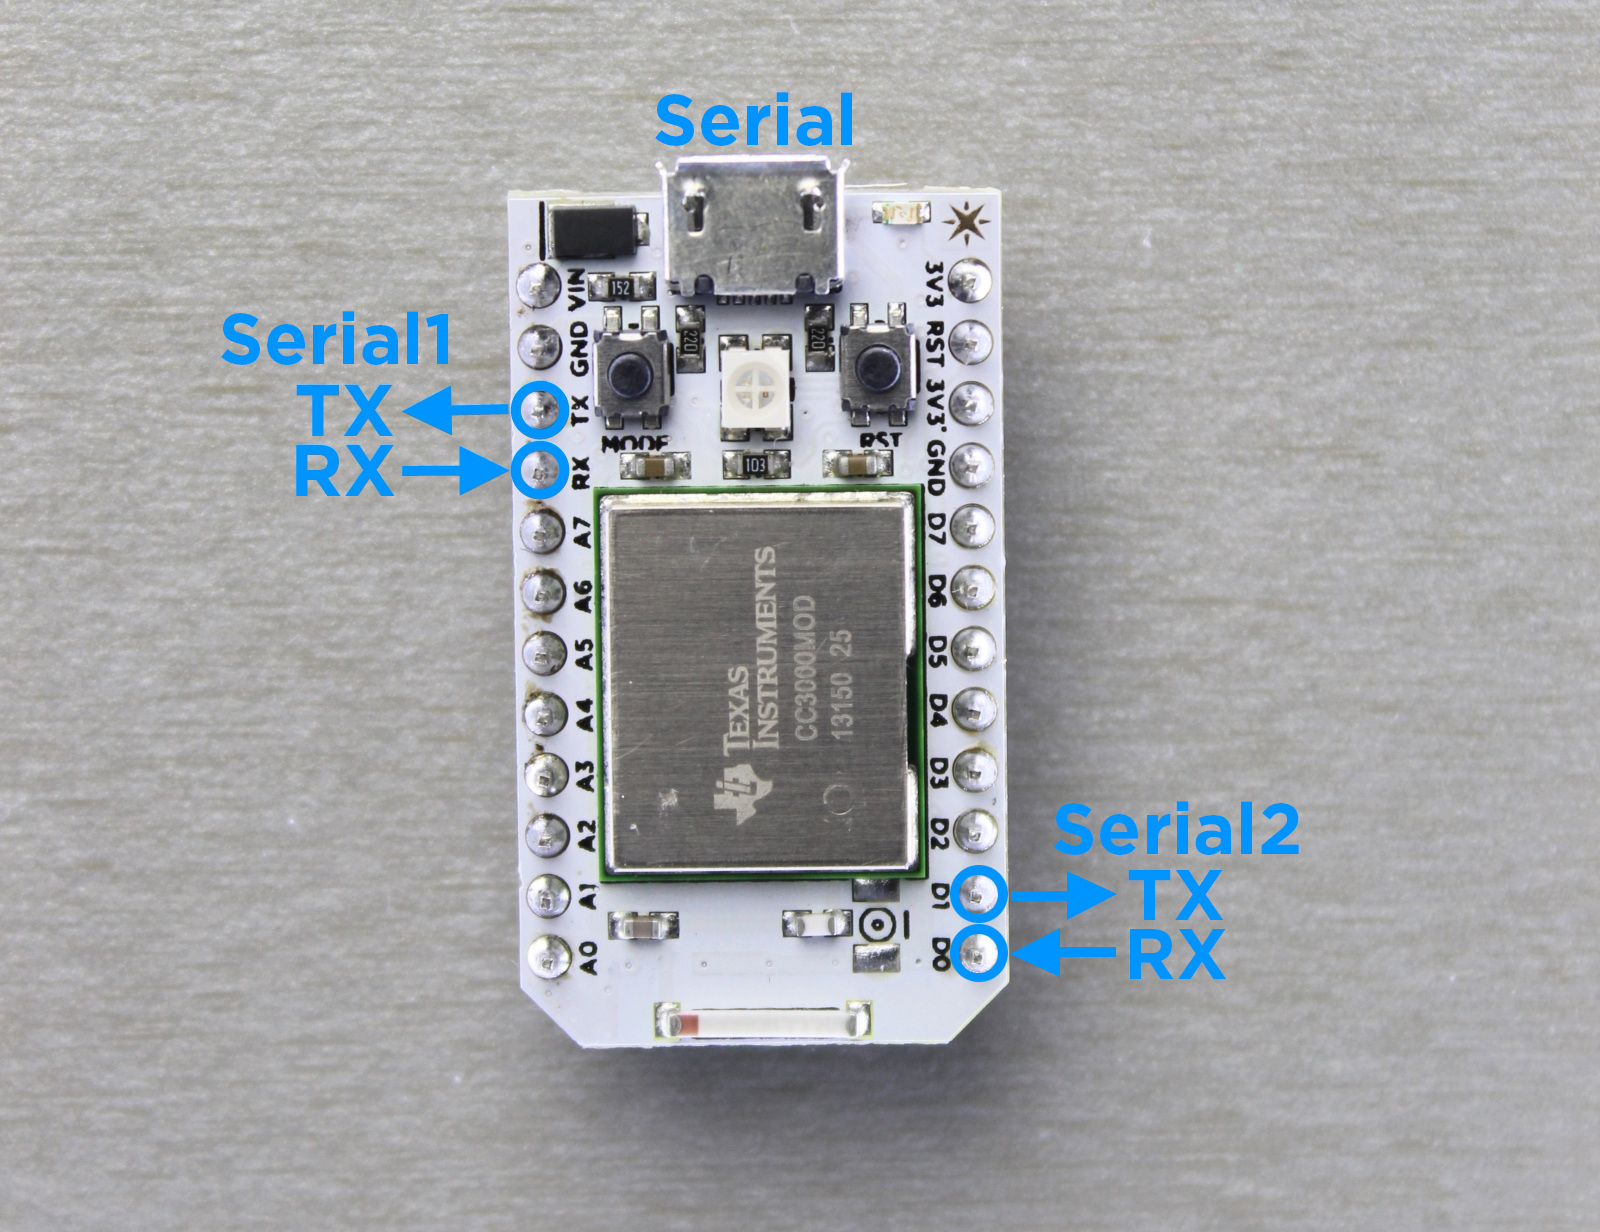 Serial
Serial1
TX
RX
VIN
GND
TX
RX
A7
A6
A5
A4
A3
A2
A1
A0
152
220
220
MODE
RST
103
3V3
RST
3V3*
GND
D7
D6
D5
D4
D3
D2
D1
D0
TEXAS
INSTRUMENTS
CC3000MOD
13150 25
Serial2
TX
RX